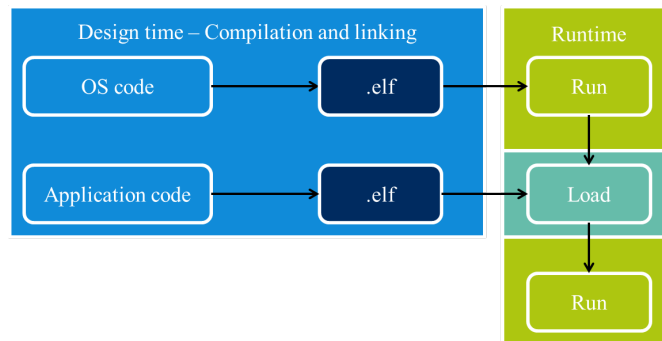 Design time – Compilation and linking
Runtime
OS code
.elf
Run
Application code
.elf
Load
Run